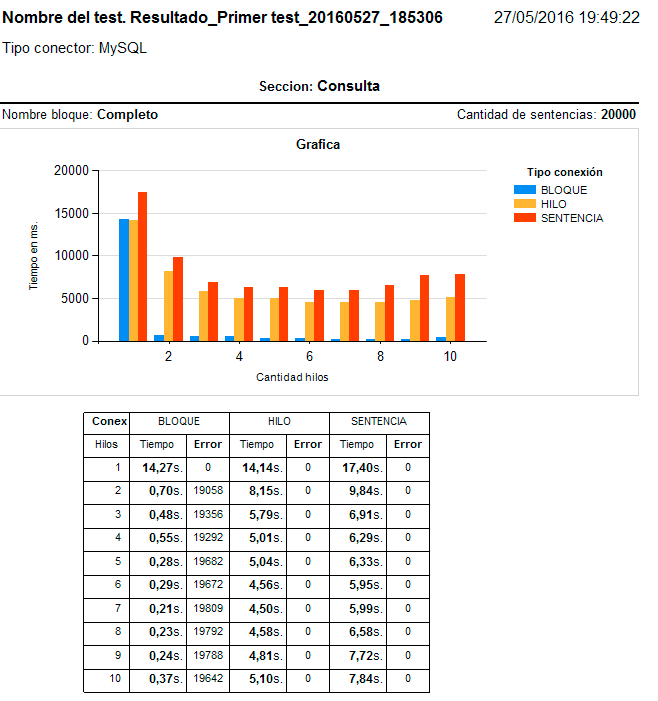 Nombre del test. Resultado_Primer test_20160527_185306 27/05/2016 19:49:22
Tipo conector: MySQL
Seccion: Consulta
Nombre bloque: Completo Cantidad de sentencias: 20000
Grafica
Tipo conexión
BLOQUE
HILO
SENTENCIA
Tiempo en ms.
20000
15000
10000
5000
0
2 4 6 8 10
Cantidad hilos
Conex BLOQUE HILO SENTENCIA
Hilos Tiempo Error Tiempo Error Tiempo Error
1 14,27s. 0 14,14s. 0 17,40s. 0
2 0,70s. 19058 8,15s. 0 9,84s. 0
3 0,48s. 19356 5,79s. 0 6,91s. 0
4 0,55s. 19292 5,01s. 0 6,29s. 0
5 0,28s. 19682 5,04s. 0 6,33s. 0
6 0,29s. 19672 4,56s. 0 5,95s. 0
7 0,21s. 19809 4,50s. 0 5,99s. 0
8 0,23s. 19792 4,58s. 0 6,58s. 0
9 0,24s. 19788 4,81s. 0 7,72s. 0
10 0,37s. 19642 5,10s. 0 7,84s. 0